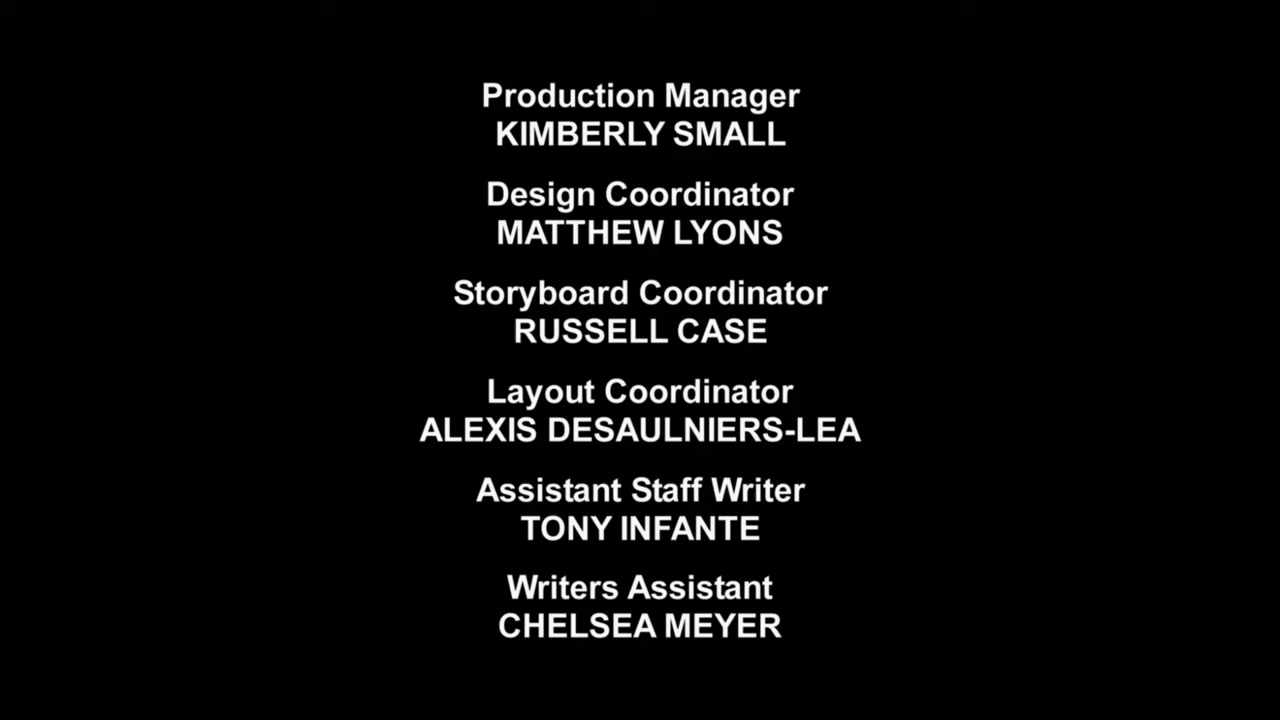 Production Manager
KIMBERLY SMALL
Design Coordinator
MATTHEW LYONS
Storyboard Coordinator
RUSSELL CASE
Layout Coordinator
ALEXIS DESAULNIERS-LEA
Assistant Staff Writer
TONY INFANTE
Writers Assistant
CHELSEA MEYER